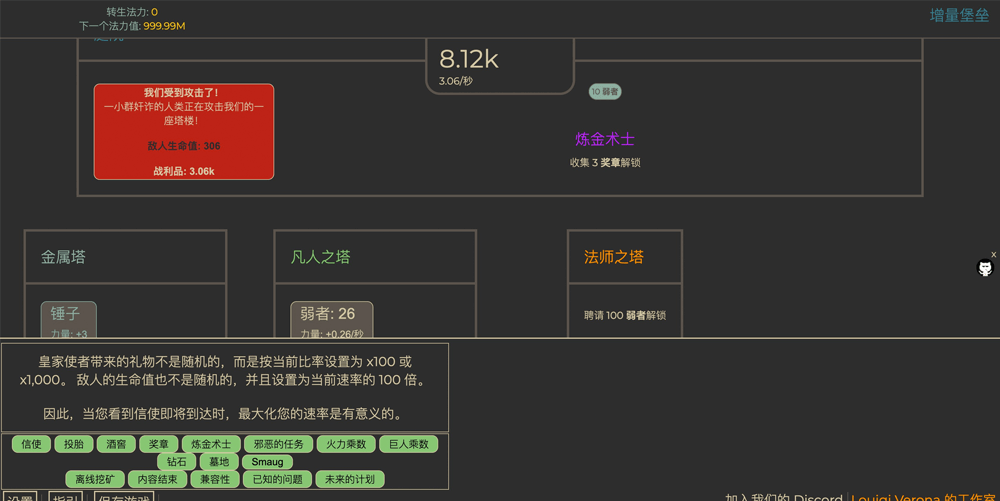 转生法力: 0
下一个法力值: 999.99M
增量堡垒
8.12k
3.06/秒
我们受到攻击了!
一小群奸诈的人类正在攻击我们的一
座塔楼!
敌人生命值: 306
战利品: 3.06k
10 弱者
炼金术士
收集 3 奖章解锁
金属塔
凡人之塔
法师之塔
锤子
力量: +3
弱者: 26
力量: +0.26/秒
聘请 100 弱者解锁
x
皇家使者带来的礼物不是随机的，而是按当前比率设置为 x100 或
x1,000。 敌人的生命值也不是随机的，并且设置为当前速率的 100 倍。
因此，当您看到信使即将到达时，最大化您的速率是有意义的。
信使 投胎 酒窖 奖章 炼金术士 邪恶的任务 火力乘数 巨人乘数
钻石 墓地 Smaug
离线挖矿 内容结束 兼容性 已知的问题 未来的计划
设置 指引 保存游戏
加入我们的 Discord Louigi Verona 的工作室